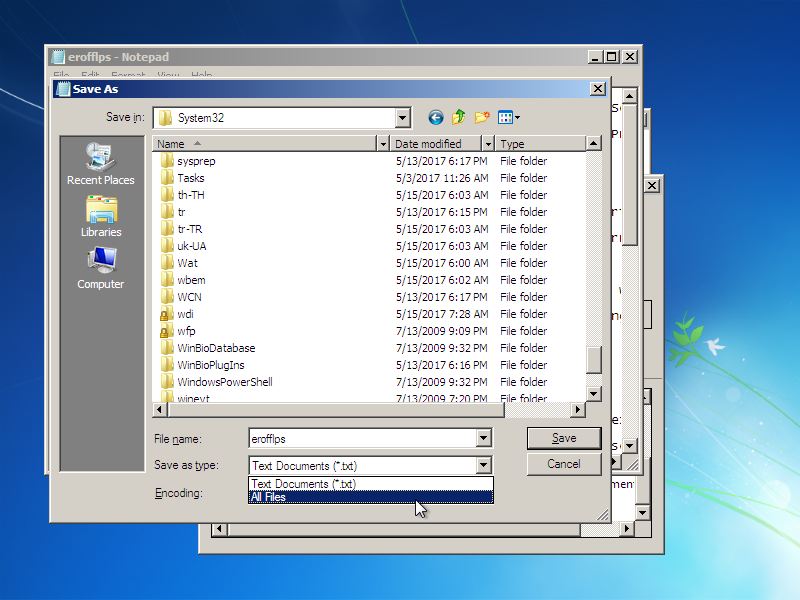 erofflps - Notepad
File Edit Format View Help
Save As
Save in: System32
Recent Places
Libraries
Computer
Name Date modified Type
sysprep 5/13/2017 6:17 PM File folder
Tasks 5/3/2017 11:26 AM File folder
th-TH 5/15/2017 6:03 AM File folder
tr 5/13/2017 6:15 PM File folder
tr-TR 5/15/2017 6:03 AM File folder
uk-UA 5/15/2017 6:03 AM File folder
Wat 5/15/2017 6:00 AM File folder
wbem 5/15/2017 6:02 AM File folder
WCN 5/13/2017 6:17 PM File folder
wdi 5/15/2017 7:28 AM File folder
wfp 7/13/2009 9:09 PM File folder
WinBioDatabase 7/13/2009 9:32 PM File folder
WinBioPlugIns 5/13/2017 6:16 PM File folder
WindowsPowerShell 7/13/2009 9:32 PM File folder
winevt 7/13/2009 7:20 PM File folder
File name: erofflps Save
Save as type: Text Documents (*.txt) Cancel
Text Documents (*.txt)
Encoding: All Files